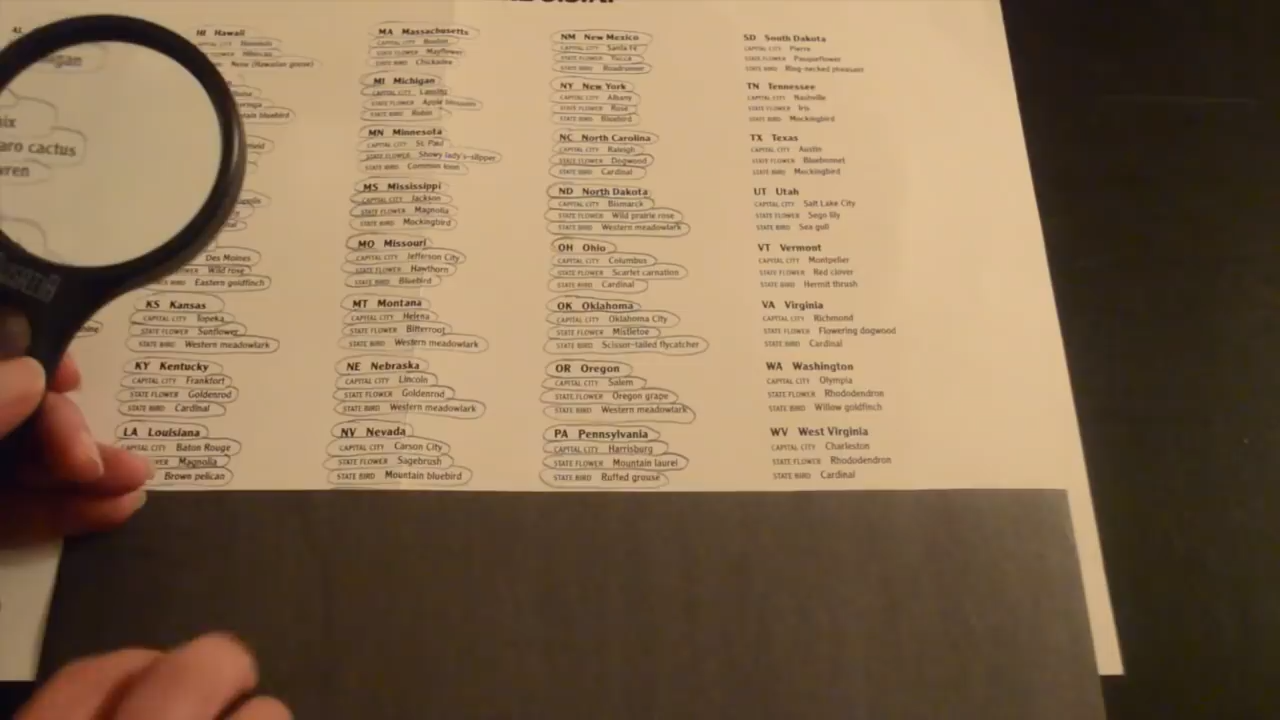 AL
igan
ix
aro cactus
wren
HI Hawaii
CAPITAL CITY Honolulu
STATE FLOWER Hibiscus
Nene (Hawaiian goose)
bluebird
Des Moines
Wild rose
STATE BIRD Eastern goldfinch
KS Kansas
CAPITAL CITY Topeka
STATE FLOWER Sunflower
STATE BIRD Western meadowlark
KY Kentucky
CAPITAL CITY Frankfort
STATE FLOWER Goldenrod
STATE BIRD Cardinal
LA Louisiana
CAPITAL CITY Baton Rouge
Magnolia
Brown pelican
MA Massachusetts
CAPITAL CITY Boston
STATE FLOWER Mayflower
STATE BIRD Chickadee
MI Michigan
CAPITAL CITY Lansing
STATE FLOWER Apple blossom
STATE BIRD Robin
MN Minnesota
CAPITAL CITY St. Paul
STATE FLOWER Showy lady's-slipper
STATE BIRD Common loon
MS Mississippi
CAPITAL CITY Jackson
STATE FLOWER Magnolia
STATE BIRD Mockingbird
MO Missouri
CAPITAL CITY Jefferson City
STATE FLOWER Hawthorn
STATE BIRD Bluebird
MT Montana
CAPITAL CITY Helena
STATE FLOWER Bitterroot
STATE BIRD Western meadowlark
NE Nebraska
CAPITAL CITY Lincoln
STATE FLOWER Goldenrod
STATE BIRD Western meadowlark
NV Nevada
CAPITAL CITY Carson City
STATE FLOWER Sagebrush
STATE BIRD Mountain bluebird
NM New Mexico
CAPITAL CITY Santa Fe
STATE FLOWER Yucca
STATE BIRD Roadrunner
NY New York
CAPITAL CITY Albany
STATE FLOWER Rose
STATE BIRD Bluebird
NC North Carolina
CAPITAL CITY Raleigh
STATE FLOWER Dogwood
STATE BIRD Cardinal
ND North Dakota
CAPITAL CITY Bismarck
STATE FLOWER Wild prairie rose
STATE BIRD Western meadowlark
OH Ohio
CAPITAL CITY Columbus
STATE FLOWER Scarlet carnation
STATE BIRD Cardinal
OK Oklahoma
CAPITAL CITY Oklahoma City
STATE FLOWER Mistletoe
STATE BIRD Scissor-tailed flycatcher
OR Oregon
CAPITAL CITY Salem
STATE FLOWER Oregon grape
STATE BIRD Western meadowlark
PA Pennsylvania
CAPITAL CITY Harrisburg
STATE FLOWER Mountain laurel
STATE BIRD Ruffed grouse
SD South Dakota
CAPITAL CITY Pierre
STATE FLOWER Pasqueflower
STATE BIRD Ring-necked pheasant
TN Tennessee
CAPITAL CITY Nashville
STATE FLOWER Iris
STATE BIRD Mockingbird
TX Texas
CAPITAL CITY Austin
STATE FLOWER Bluebonnet
STATE BIRD Mockingbird
UT Utah
CAPITAL CITY Salt Lake City
STATE FLOWER Sego lily
STATE BIRD Sea gull
VT Vermont
CAPITAL CITY Montpelier
STATE FLOWER Red clover
STATE BIRD Hermit thrush
VA Virginia
CAPITAL CITY Richmond
STATE FLOWER Flowering dogwood
STATE BIRD Cardinal
WA Washington
CAPITAL CITY Olympia
STATE FLOWER Rhododendron
STATE BIRD Willow goldfinch
WV West Virginia
CAPITAL CITY Charleston
STATE FLOWER Rhododendron
STATE BIRD Cardinal